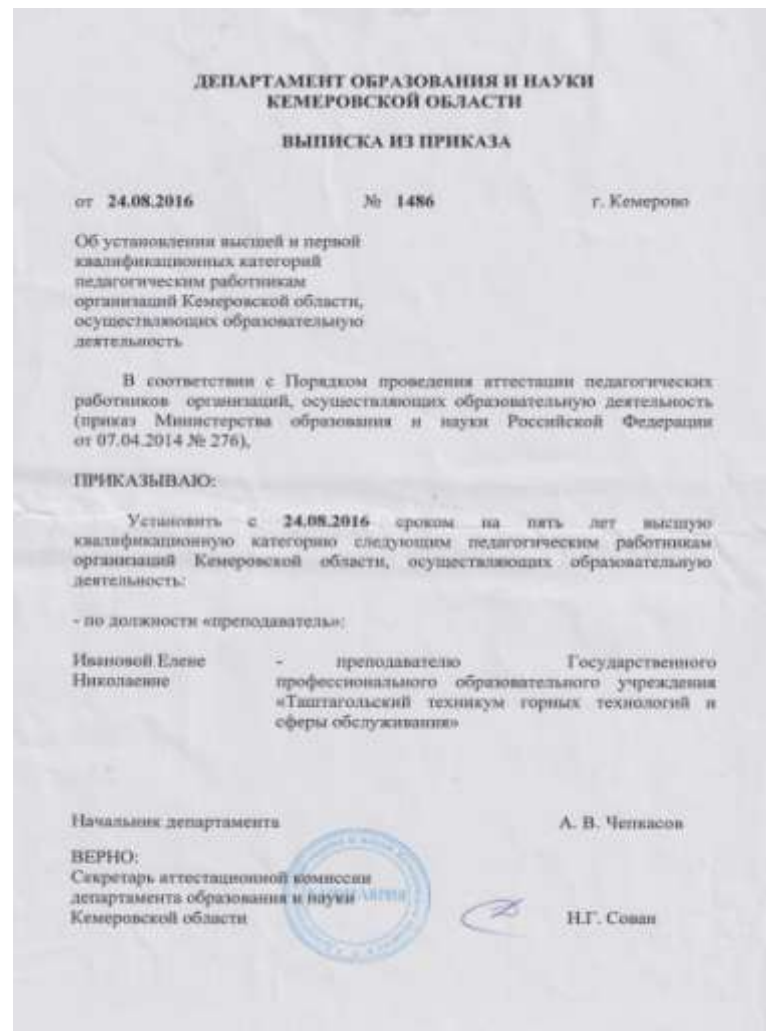 ДЕПАРТАМЕНТ ОБРАЗОВАНИЯ И НАУКИ
КЕМЕРОВСКОЙ ОБЛАСТИ
ВЫПИСКА ИЗ ПРИКАЗА
от 24.08.2016 № 1486 г. Кемерово
Об установлении высшей и первой
квалификационных категорий
педагогическим работникам
организаций Кемеровской области,
осуществляющих образовательную
деятельность
В соответствии с Порядком проведения аттестации педагогических
работников организаций, осуществляющих образовательную деятельность
(приказ Министерства образования и науки Российской Федерации
от 07.04.2014 № 276),
ПРИКАЗЫВАЮ:
Установить с 24.08.2016 сроком на пять лет высшую
квалификационную категорию следующим педагогическим работникам
организаций Кемеровской области, осуществляющих образовательную
деятельность:
- по должности «преподаватель»:
Ивановой Елене - преподавателю Государственного
Николаевне профессионального образовательного учреждения
«Таштагольский техникум горных технологий и
сферы обслуживания»
Начальник департамента А. В. Чепкасов
ВЕРНО:
Секретарь аттестационной комиссии
департамента образования и науки
Кемеровской области Н.Г. Сован